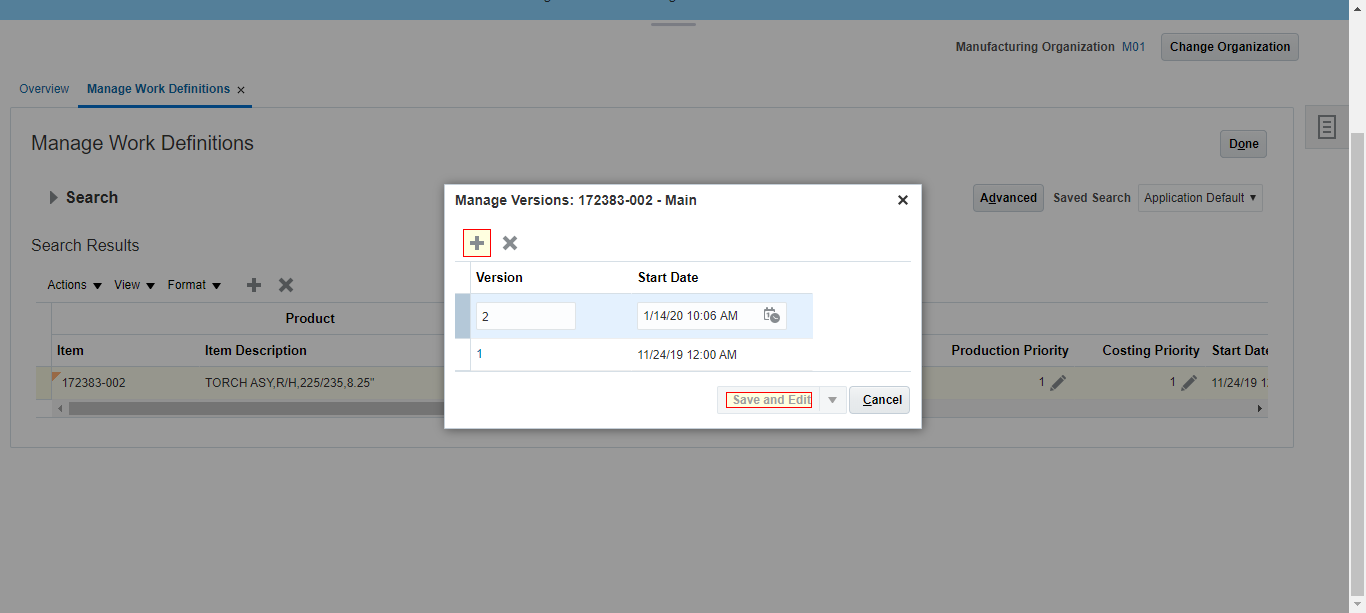 Manufacturing Organization M01 Change Organization
Overview Manage Work Definitions
Manage Work Definitions Done
Search Advanced Saved Search Application Default
Search Results
Actions View Format
Product
Item Item Description Production Priority Costing Priority Start Date
172383-002 TORCH ASY,R/H,225/235,8.25" 1 1 11/24/19 1
Manage Versions: 172383-002 - Main
Version Start Date
2 1/14/20 10:06 AM
1 11/24/19 12:00 AM
Save and Edit Cancel